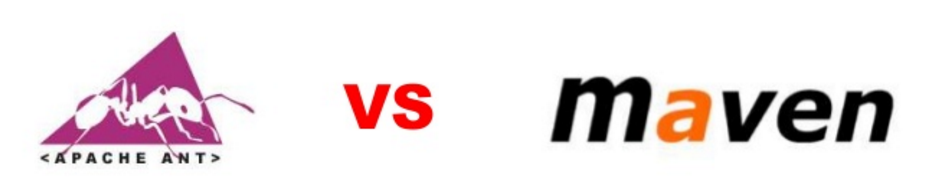 <APACHE ANT>
VS
maven